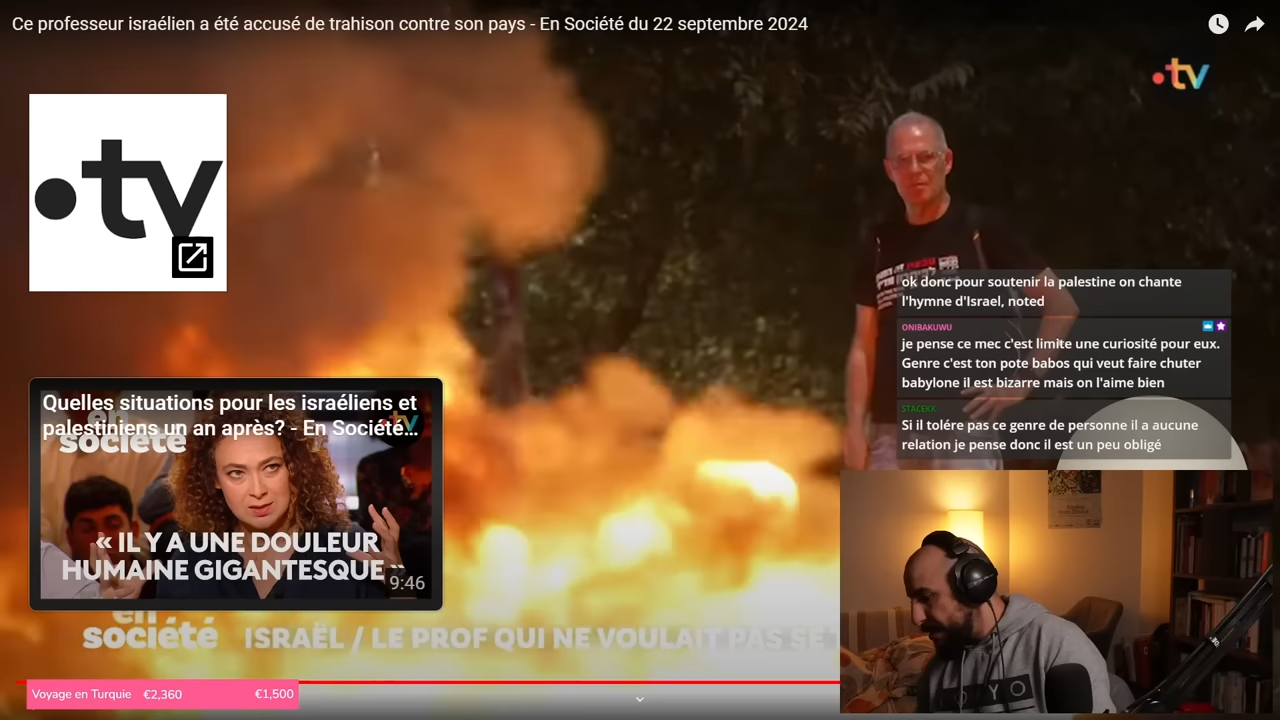 Ce professeur israélien a été accusé de trahison contre son pays - En Société du 22 septembre 2024
tv
tv
ok donc pour soutenir la palestine on chante
l'hymne d'Israel, noted
ONIBAKUWU
je pense ce mec c'est limite une curiosité pour eux.
Genre c'est ton pote babos qui veut faire chuter
babylone il est bizarre mais on l'aime bien
STACEKK
Si il tolére pas ce genre de personne il a aucune
relation je pense donc il est un peu obligé
Quelles situations pour les israéliens et
palestiniens un an après? - En Société...
en
société
« IL Y A UNE DOULEUR
HUMAINE GIGANTESQUE »
9:46
en
société
ISRAËL / LE PROF QUI NE VOULAIT PAS SE T
Voyage en Turquie €2,360 €1,500
YO